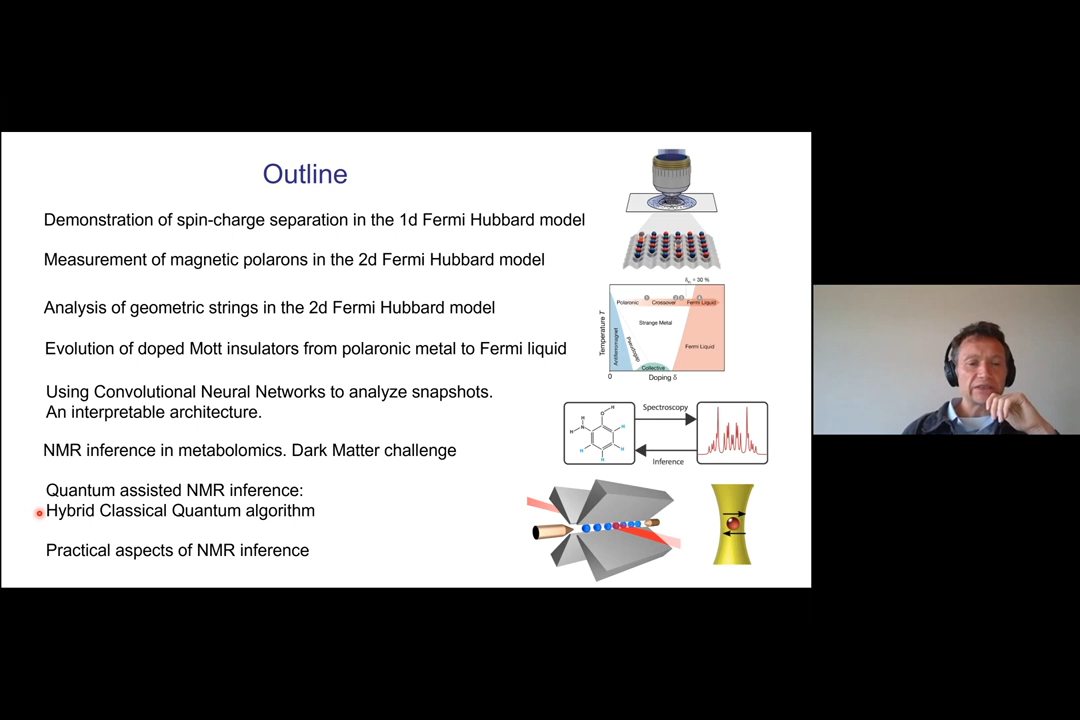 Outline
Demonstration of spin-charge separation in the 1d Fermi Hubbard model
Measurement of magnetic polarons in the 2d Fermi Hubbard model
Analysis of geometric strings in the 2d Fermi Hubbard model
Evolution of doped Mott insulators from polaronic metal to Fermi liquid
Using Convolutional Neural Networks to analyze snapshots.
An interpretable architecture.
NMR inference in metabolomics. Dark Matter challenge
Quantum assisted NMR inference:
Hybrid Classical Quantum algorithm
Practical aspects of NMR inference
Polaronic Crossover Fermi Liquid
Strange Metal
Temperature T
Antiferromagnet
Pseudogap
Fermi Liquid
Collective
0 Doping δ
Spectroscopy
Inference